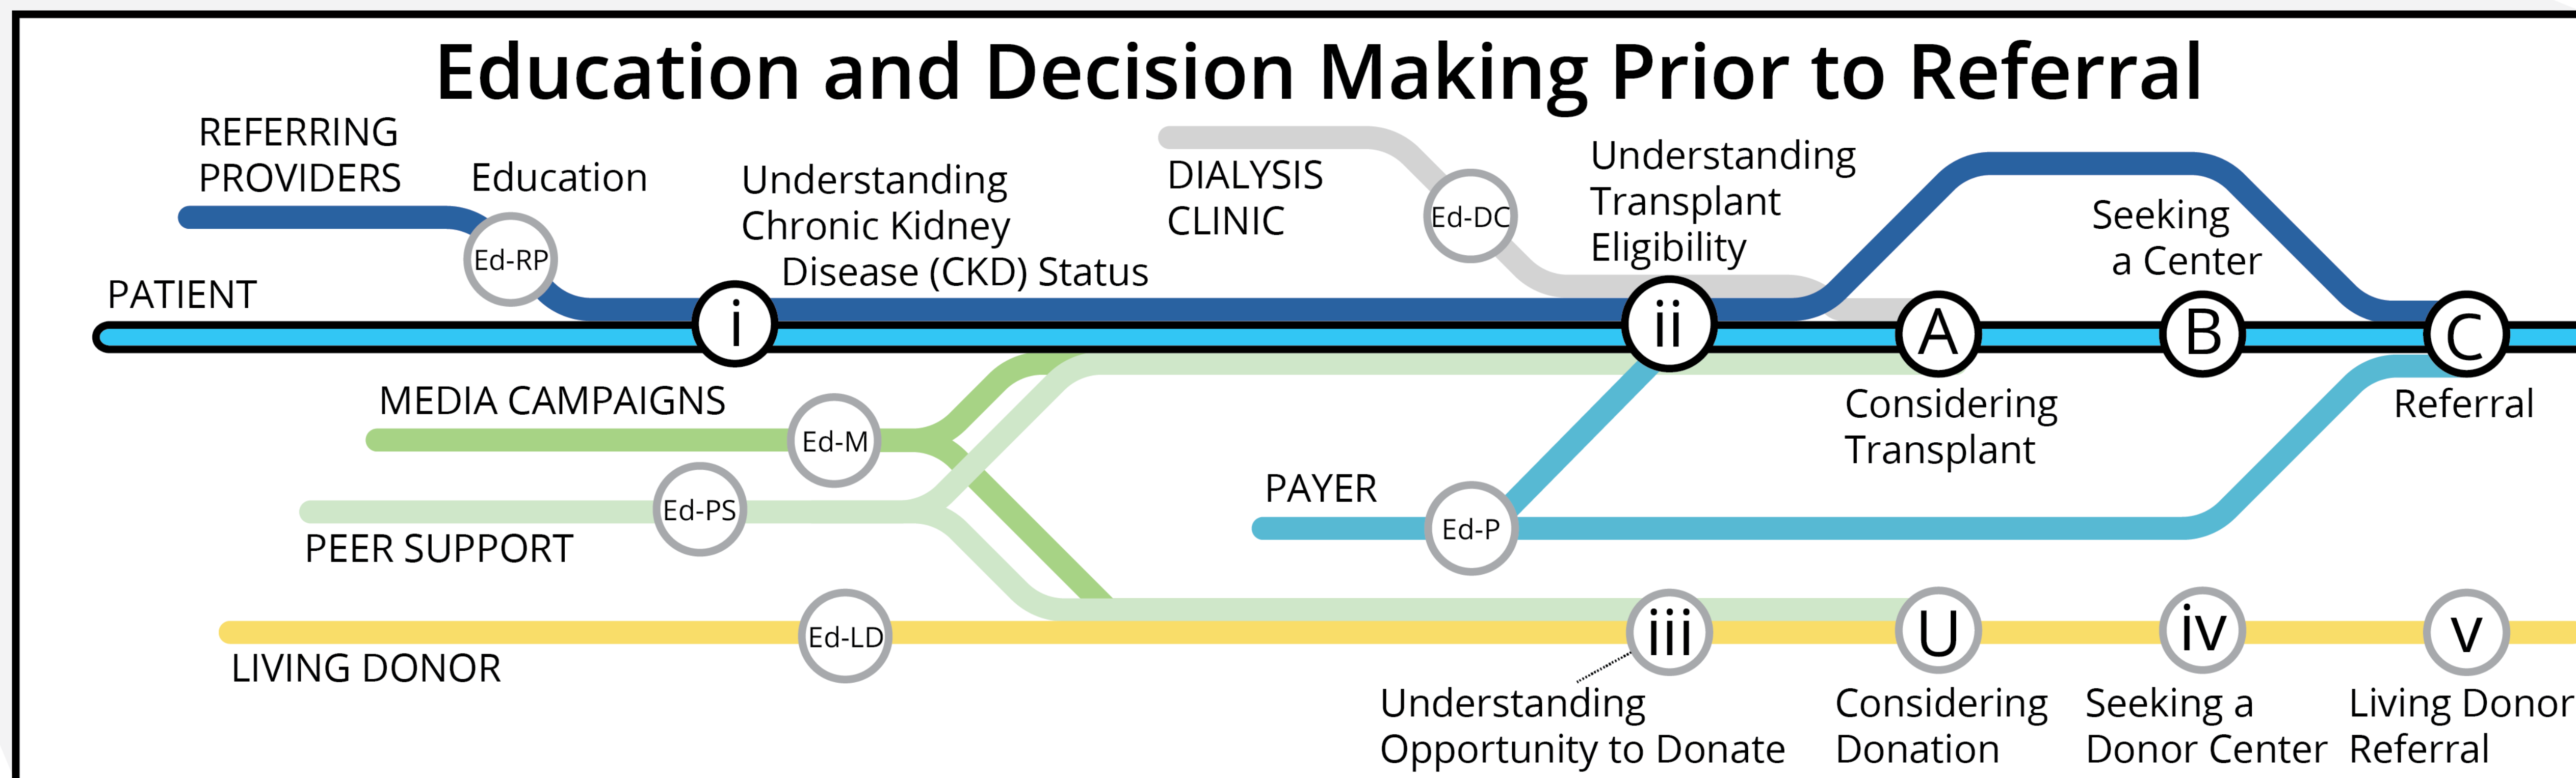 Education and Decision Making Prior to Referral
REFERRING
PROVIDERS
Education
Ed-RP
Understanding
Chronic Kidney
Disease (CKD) Status
DIALYSIS
CLINIC
Ed-DC
Understanding
Transplant
Eligibility
Seeking
a Center
PATIENT
i
ii
A
B
C
Considering
Transplant
Referral
MEDIA CAMPAIGNS
Ed-M
PEER SUPPORT
Ed-PS
PAYER
Ed-P
LIVING DONOR
Ed-LD
iii
U
iv
v
Understanding
Opportunity to Donate
Considering
Donation
Seeking a
Donor Center
Living Donor
Referral